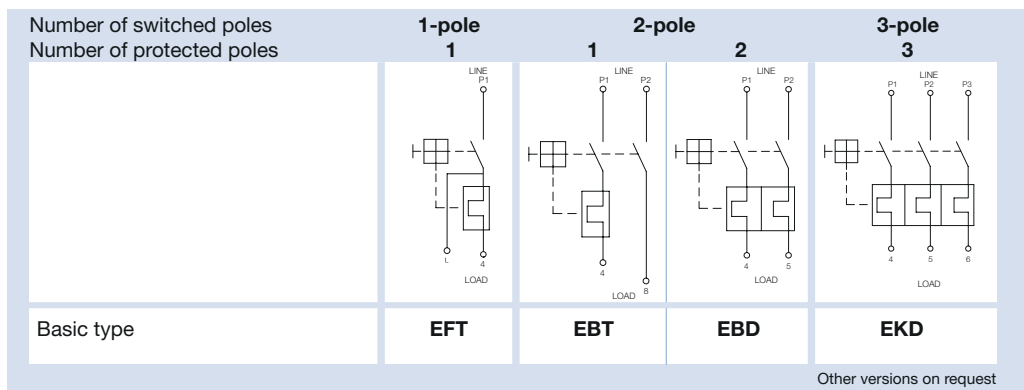 Number of switched poles 1-pole 2-pole 3-pole
Number of protected poles 1 1 2 3
LINE LINE LINE LINE
P1 P1 P2 P1 P2 P1 P2 P3
L 4 4 8 4 5 4 5 6
LOAD LOAD LOAD LOAD
Basic type EFT EBT EBD EKD
Other versions on request